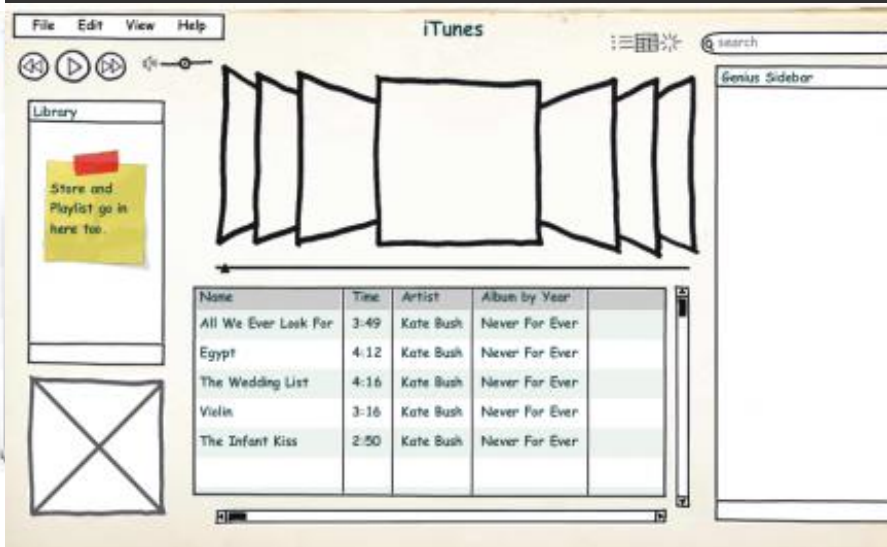 File Edit View Help
iTunes
search
Library
Genius Sidebar
Store and
Playlist go in
here too.
Name Time Artist Album by Year
All We Ever Look For 3:49 Kate Bush Never For Ever
Egypt 4:12 Kate Bush Never For Ever
The Wedding List 4:16 Kate Bush Never For Ever
Violin 3:16 Kate Bush Never For Ever
The Infant Kiss 2:50 Kate Bush Never For Ever